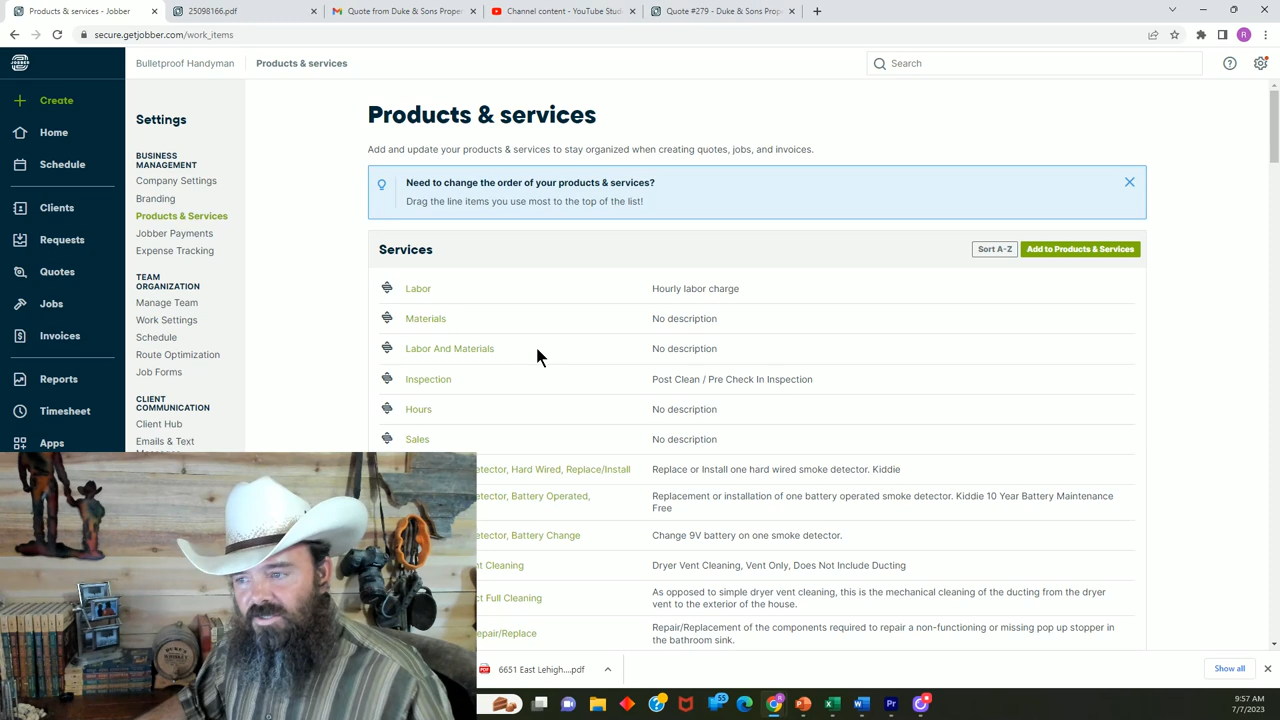 Products & services - Jobber
25098166.pdf
Quote from Duke & Sons Proper
Channel content - YouTube Stud
Quote #279 - Duke & Sons Prop
secure.getjobber.com/work_items
R
JOBBER
Bulletproof Handyman
Products & services
Search
Create
Home
Schedule
Clients
Requests
Quotes
Jobs
Invoices
Reports
Timesheet
Apps
Settings
BUSINESS
MANAGEMENT
Company Settings
Branding
Products & Services
Jobber Payments
Expense Tracking
TEAM
ORGANIZATION
Manage Team
Work Settings
Schedule
Route Optimization
Job Forms
CLIENT
COMMUNICATION
Client Hub
Emails & Text
Products & services
Add and update your products & services to stay organized when creating quotes, jobs, and invoices.
Need to change the order of your products & services?
Drag the line items you use most to the top of the list!
Services
Sort A-Z
Add to Products & Services
Labor
Hourly labor charge
Materials
No description
Labor And Materials
No description
Inspection
Post Clean / Pre Check In Inspection
Hours
No description
Sales
No description
etector, Hard Wired, Replace/Install
Replace or Install one hard wired smoke detector. Kiddie
etector, Battery Operated,
Replacement or installation of one battery operated smoke detector. Kiddie 10 Year Battery Maintenance
Free
etector, Battery Change
Change 9V battery on one smoke detector.
nt Cleaning
Dryer Vent Cleaning, Vent Only, Does Not Include Ducting
ct Full Cleaning
As opposed to simple dryer vent cleaning, this is the mechanical cleaning of the ducting from the dryer
vent to the exterior of the house.
epair/Replace
Repair/Replacement of the components required to repair a non-functioning or missing pop up stopper in
the bathroom sink.
6651 East Lehigh....pdf
Show all
9:57 AM
7/7/2023